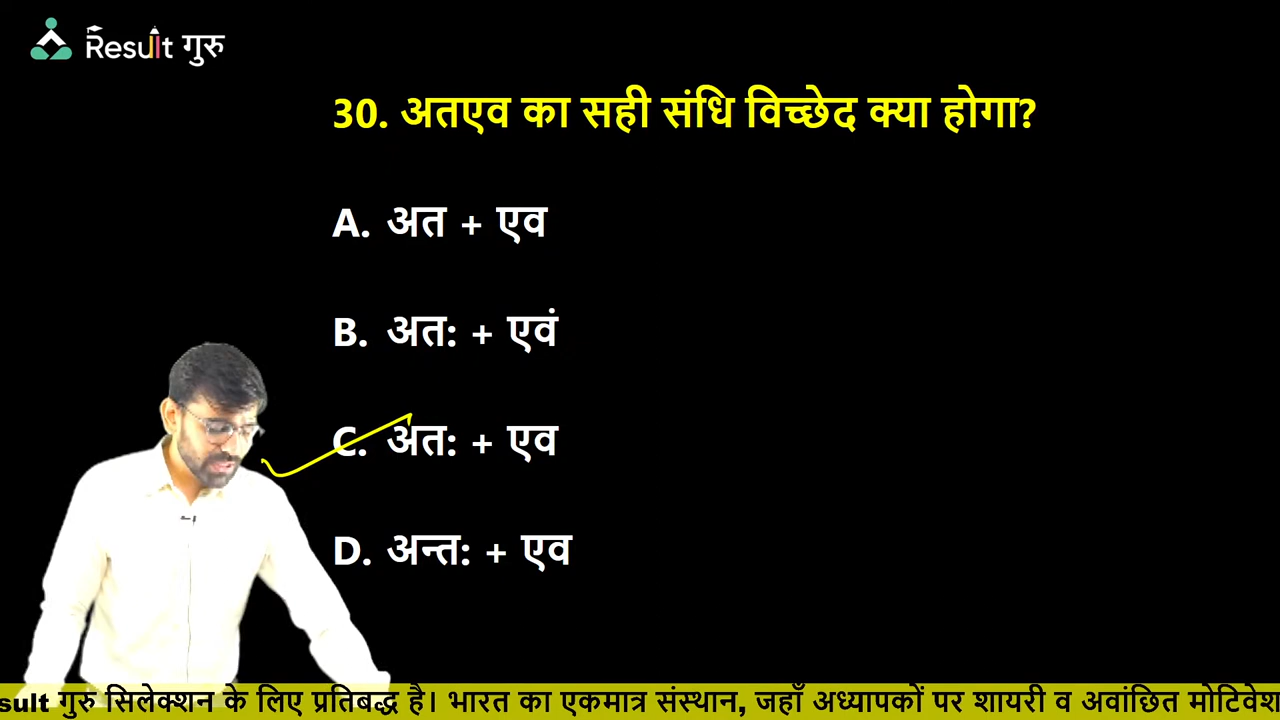 Result गुरु
30. अतएव का सही संधि विच्छेद क्या होगा?
A. अत + एव
B. अत: + एवं
C. अत: + एव
D. अन्त: + एव
sult गुरु सिलेक्शन के लिए प्रतिबद्ध है। भारत का एकमात्र संस्थान, जहाँ अध्यापकों पर शायरी व अवांछित मोटिवेश